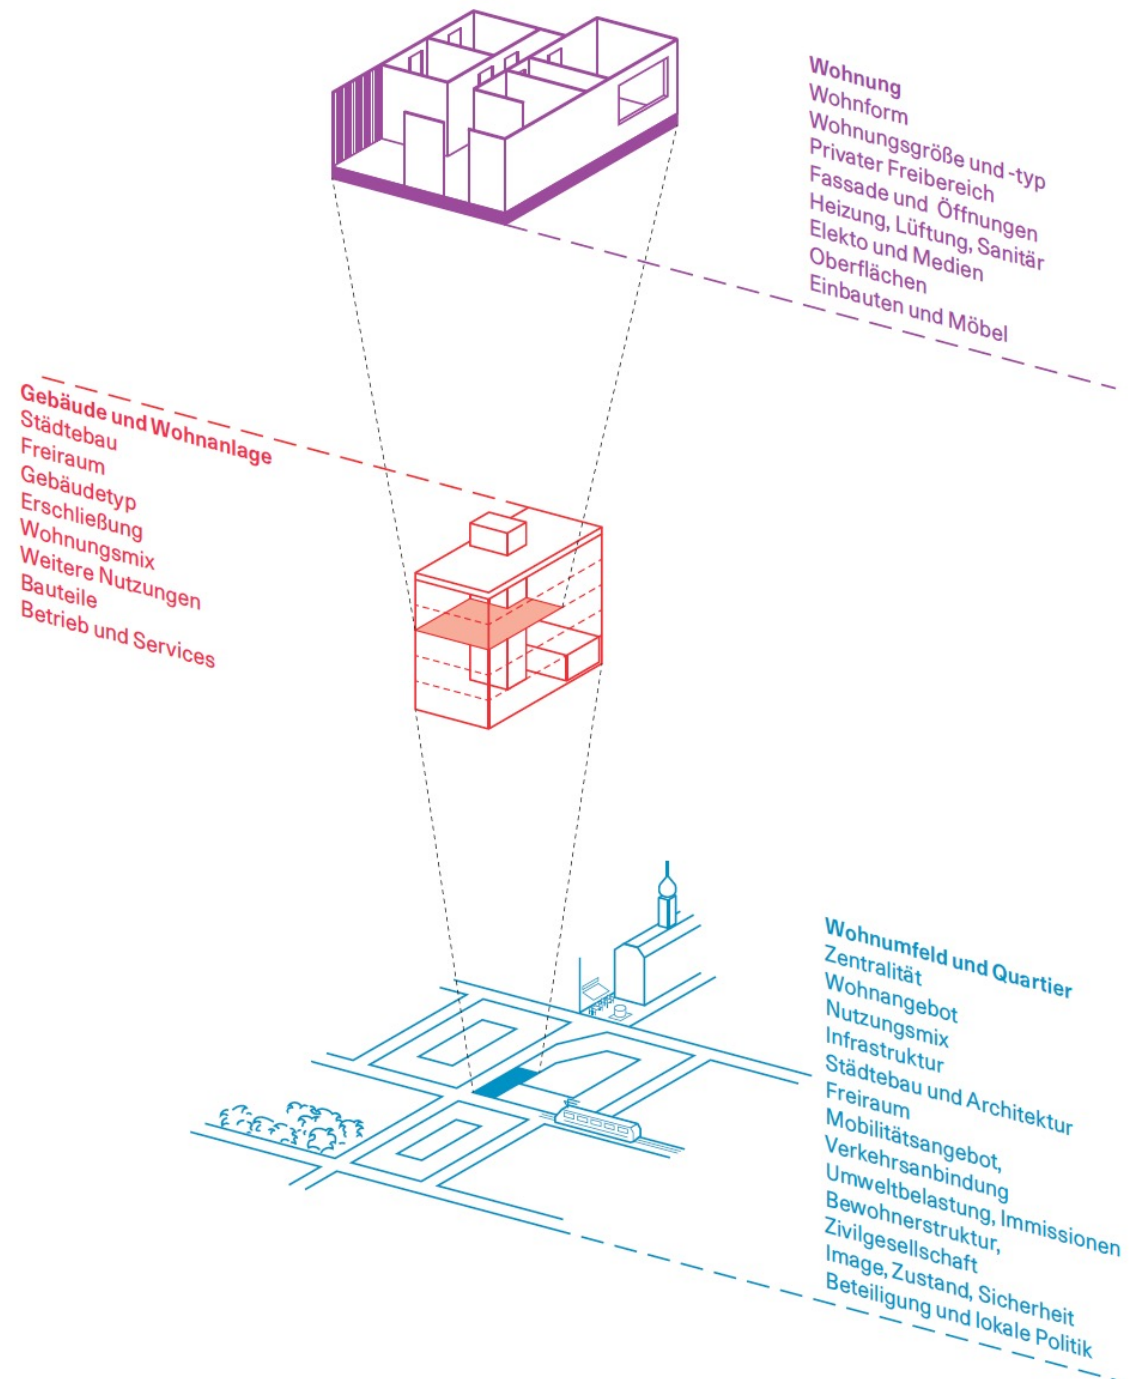 Wohnung
Wohnform
Wohnungsgröße und -typ
Privater Freibereich
Fassade und Öffnungen
Heizung, Lüftung, Sanitär
Elekto und Medien
Oberflächen
Einbauten und Möbel
Gebäude und Wohnanlage
Städtebau
Freiraum
Gebäudetyp
Erschließung
Wohnungsmix
Weitere Nutzungen
Bauteile
Betrieb und Services
Wohnumfeld und Quartier
Zentralität
Wohnangebot
Nutzungsmix
Infrastruktur
Städtebau und Architektur
Freiraum
Mobilitätsangebot,
Verkehrsanbindung
Umweltbelastung, Immissionen
Bewohnerstruktur,
Zivilgesellschaft
Image, Zustand, Sicherheit
Beteiligung und lokale Politik